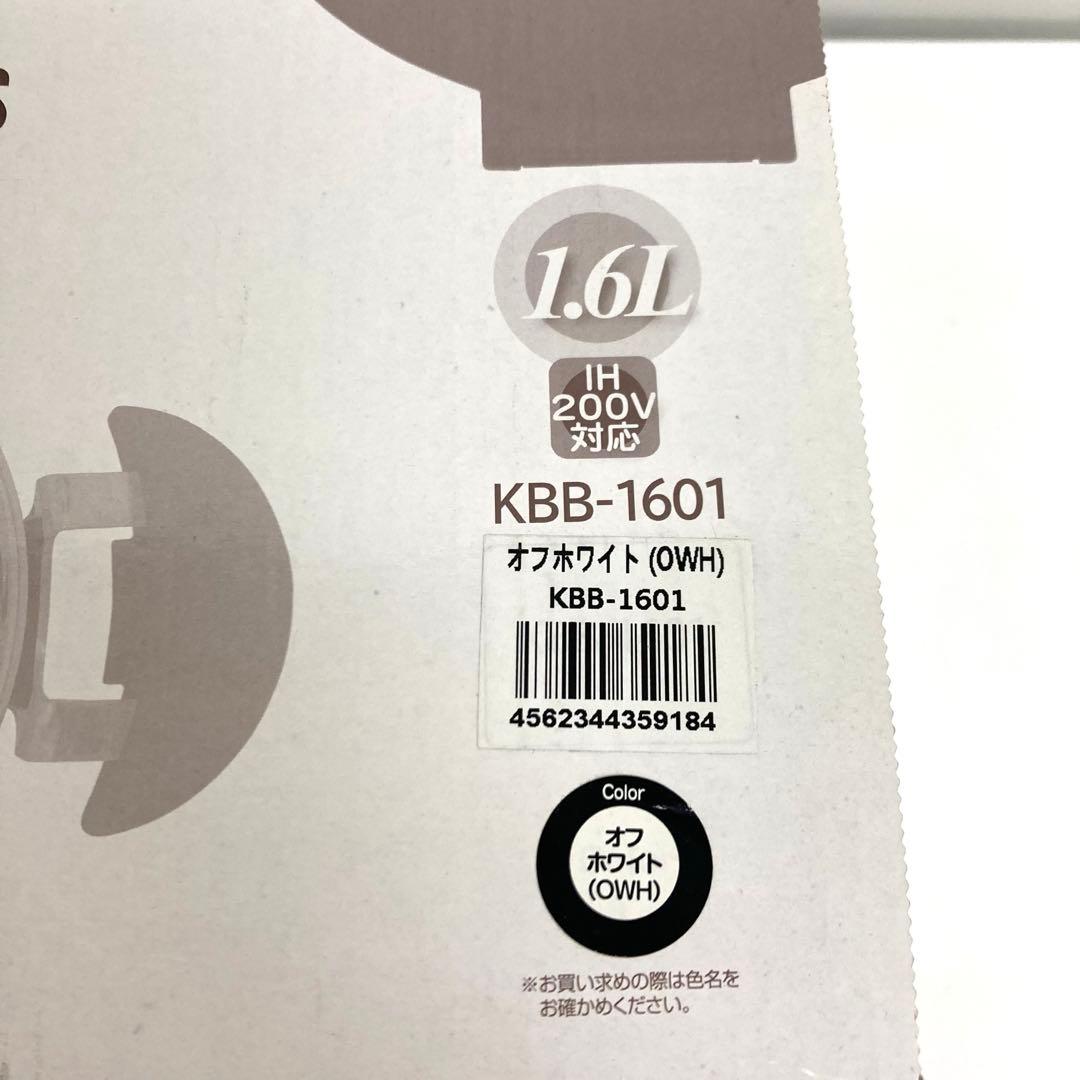 1.6L
IH
200V
対応
KBB-1601
オフホワイト (OWH)
KBB-1601
4562344359184
Color
オフ
ホワイト
(OWH)
※お買い求めの際は色名を
お確かめください。